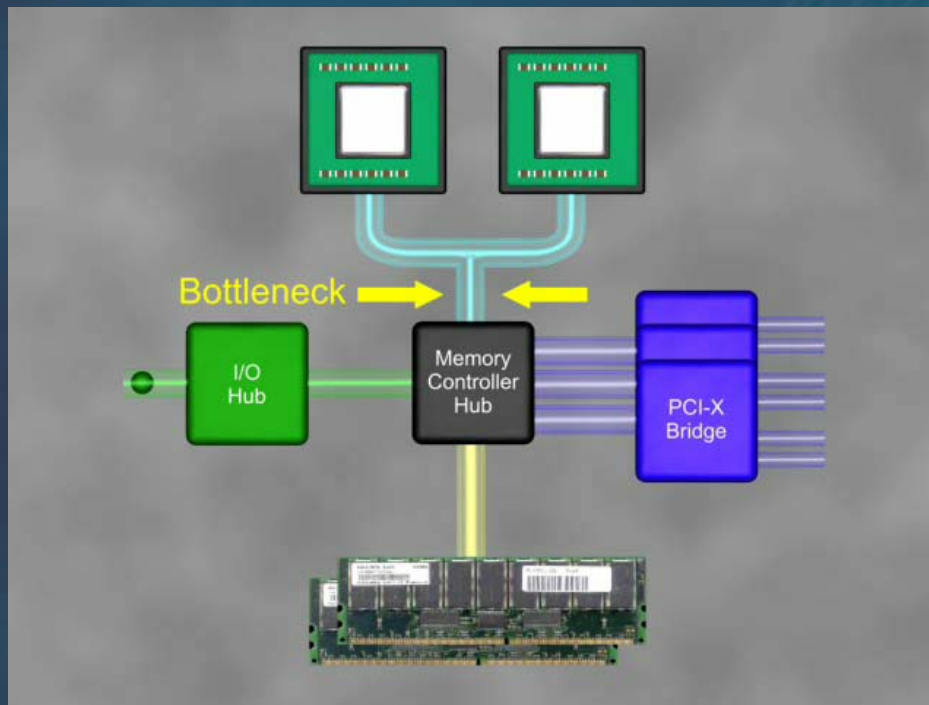 Bottleneck
I/O
Hub
Memory
Controller
Hub
PCI-X
Bridge